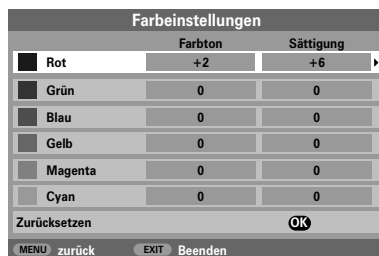 Farbeinstellungen
Farbton Sättigung
Rot +2 +6
Grün 0 0
Blau 0 0
Gelb 0 0
Magenta 0 0
Cyan 0 0
Zurücksetzen OK
MENU zurück EXIT Beenden